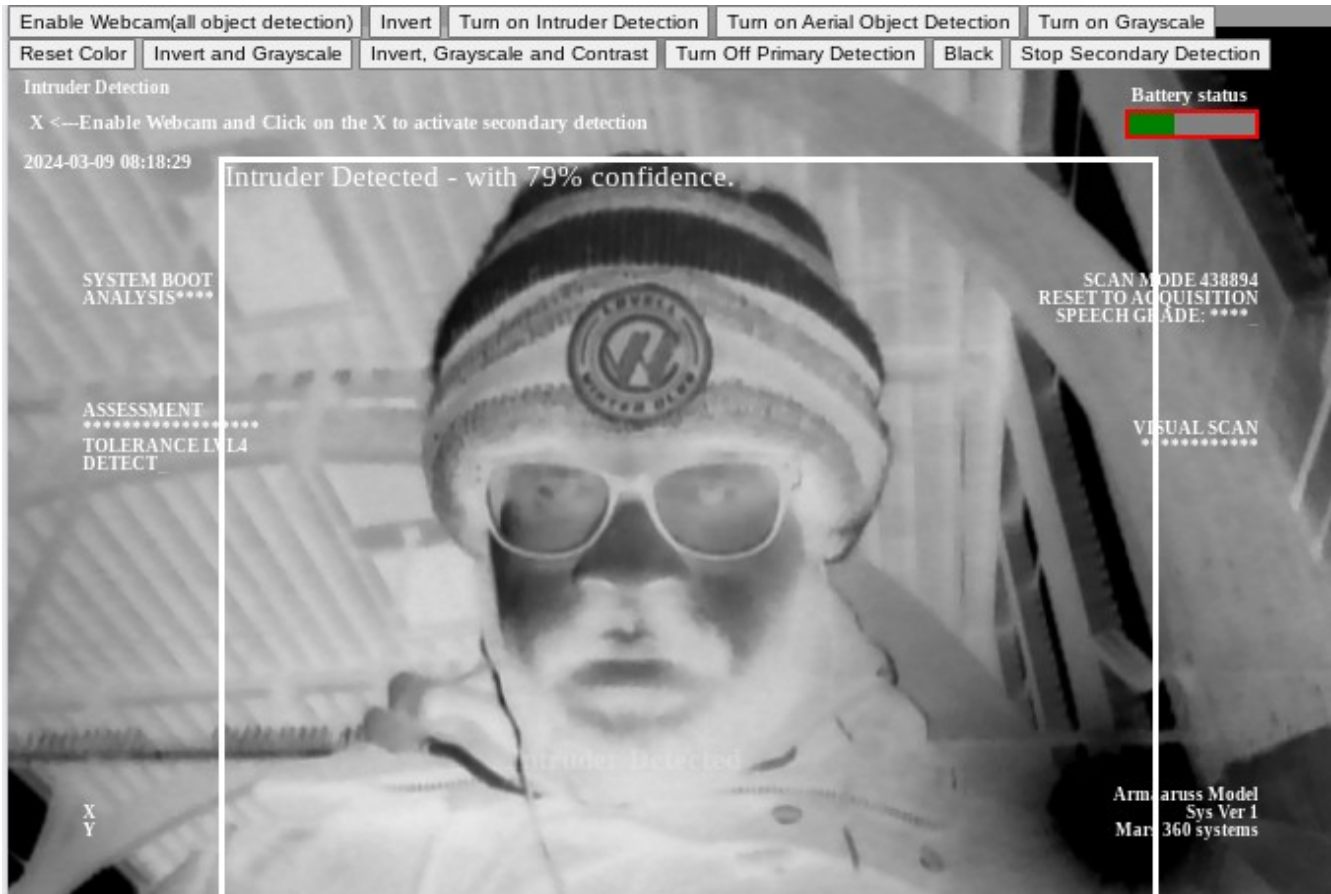 Enable Webcam(all object detection) Invert Turn on Intruder Detection Turn on Aerial Object Detection Turn on Grayscale
Reset Color Invert and Grayscale Invert, Grayscale and Contrast Turn Off Primary Detection Black Stop Secondary Detection
Intruder Detection
Battery status
X <---Enable Webcam and Click on the X to activate secondary detection
2024-03-09 08:18:29
Intruder Detected - with 79% confidence.
SYSTEM BOOT
ANALYSIS****
SCAN MODE 438894
RESET TO ACQUISITION
SPEECH GRADE: ****_
LOVELL
WINTER
ASSESSMENT
******************
TOLERANCE LVL4
DETECT_
VISUAL SCAN
************
Intruder Detected
X
Y
Armaaruss Model
Sys Ver 1
Mars 360 systems